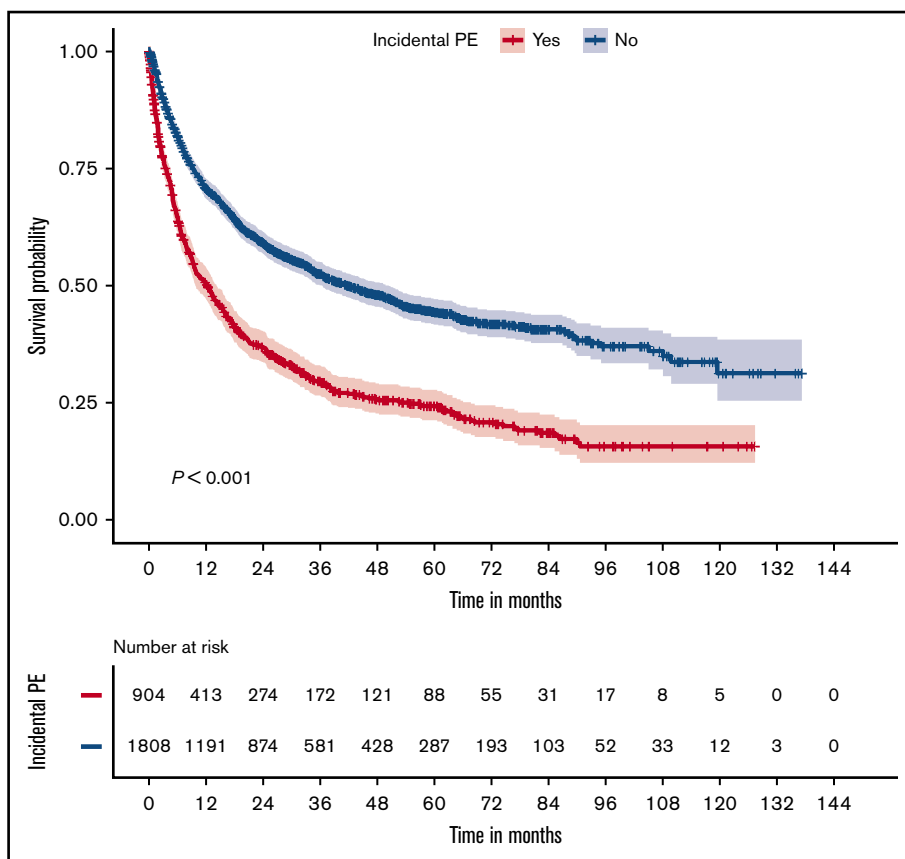 Incidental PE Yes No
1.00
0.75
0.50
0.25
0.00
Survival probability
P < 0.001
0 12 24 36 48 60 72 84 96 108 120 132 144
Time in months
Number at risk
Incidental PE
904 413 274 172 121 88 55 31 17 8 5 0 0
1808 1191 874 581 428 287 193 103 52 33 12 3 0
0 12 24 36 48 60 72 84 96 108 120 132 144
Time in months